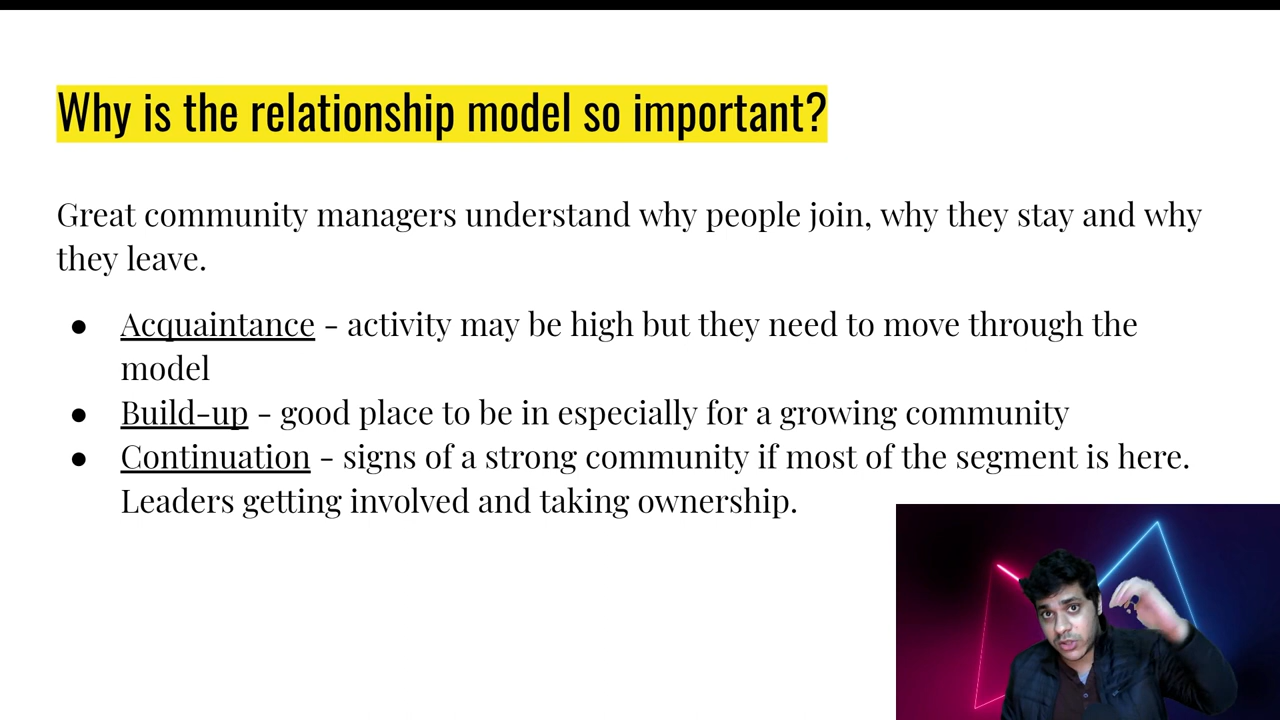 Why is the relationship model so important?
Great community managers understand why people join, why they stay and why
they leave.
● Acquaintance - activity may be high but they need to move through the
model
● Build-up - good place to be in especially for a growing community
● Continuation - signs of a strong community if most of the segment is here.
Leaders getting involved and taking ownership.